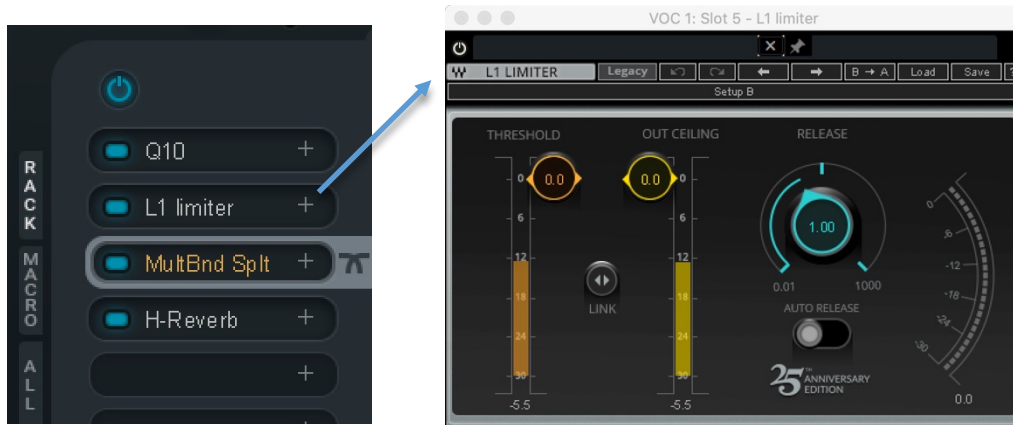 RACK
MACRO
ALL
Q10 +
L1 limiter +
MultBnd Splt +
H-Reverb +
+
VOC 1: Slot 5 - L1 limiter
L1 LIMITER Legacy B → A Load Save ?
Setup B
THRESHOLD OUT CEILING RELEASE
0 0.0 0.0 0
6 6
12 12
18 18
24 24
30 30
-5.5 -5.5
LINK
1.00
0.01 1000
AUTO RELEASE
25™ ANNIVERSARY
EDITION
0
-6
-12
-18
-24
-30
0.0